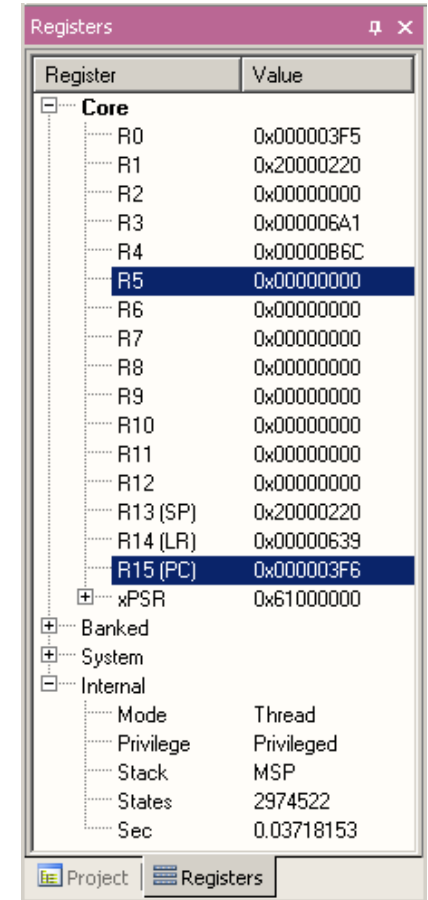 Registers
Register Value
Core
R0 0x000003F5
R1 0x20000220
R2 0x00000000
R3 0x000006A1
R4 0x00000B6C
R5 0x00000000
R6 0x00000000
R7 0x00000000
R8 0x00000000
R9 0x00000000
R10 0x00000000
R11 0x00000000
R12 0x00000000
R13 (SP) 0x20000220
R14 (LR) 0x00000639
R15 (PC) 0x000003F6
xPSR 0x61000000
Banked
System
Internal
Mode Thread
Privilege Privileged
Stack MSP
States 2974522
Sec 0.03718153
Project Registers